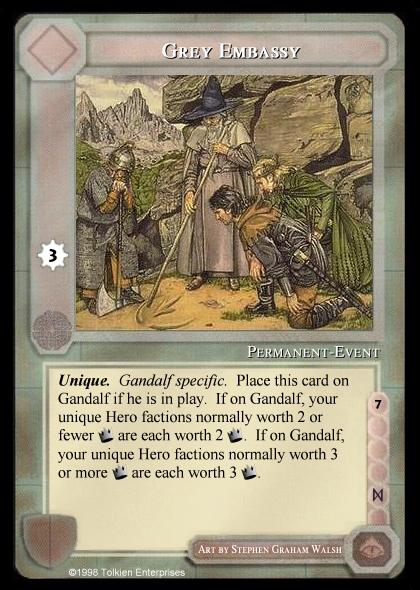 Grey Embassy
3
Permanent-Event
Unique. Gandalf specific. Place this card on
Gandalf if he is in play. If on Gandalf, your
unique Hero factions normally worth 2 or
fewer are each worth 2 . If on Gandalf,
your unique Hero factions normally worth 3
or more are each worth 3 .
7
Art by Stephen Graham Walsh
©1998 Tolkien Enterprises